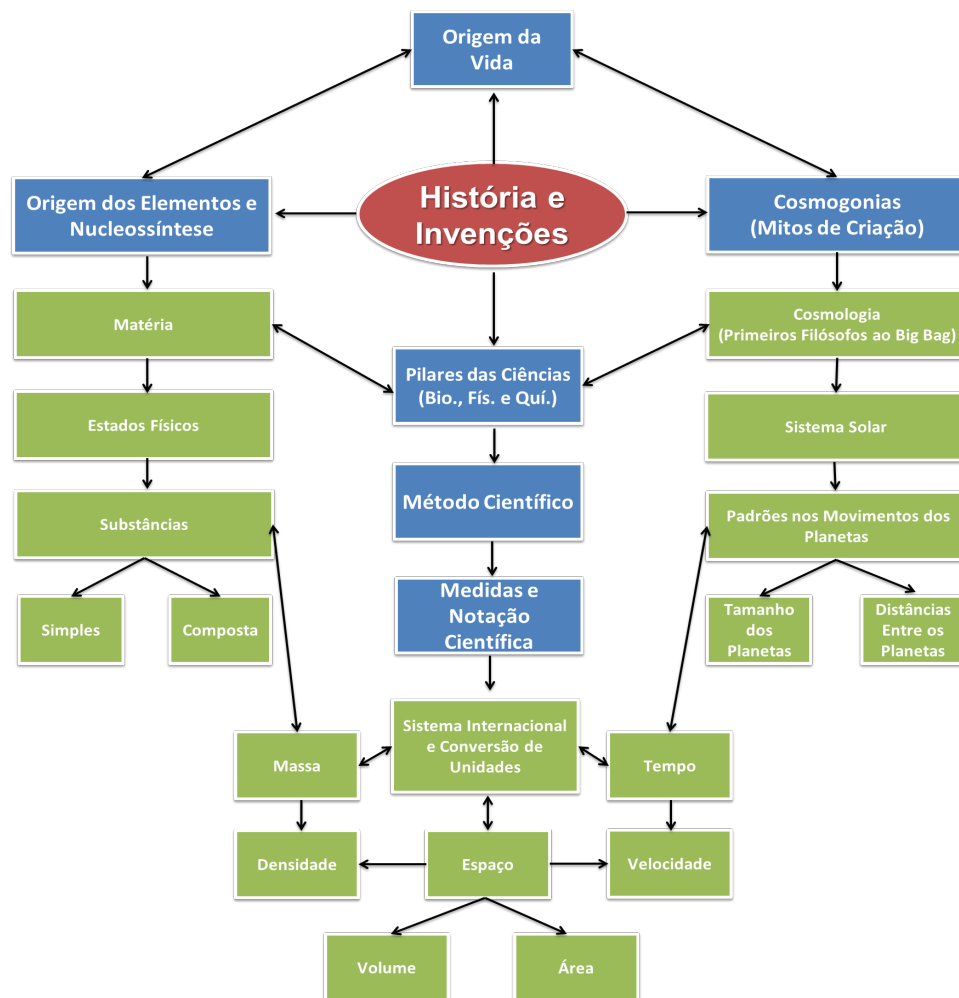 Origem da
Vida
História e
Invenções
Origem dos Elementos e
Nucleossíntese
Cosmogonias
(Mitos de Criação)
Matéria
Cosmologia
(Primeiros Filósofos ao Big Bag)
Pilares das Ciências
(Bio., Fís. e Quí.)
Estados Físicos
Sistema Solar
Método Científico
Substâncias
Padrões nos Movimentos dos
Planetas
Medidas e
Notação
Científica
Simples
Composta
Tamanho
dos
Planetas
Distâncias
Entre os
Planetas
Sistema Internacional
e Conversão de
Unidades
Massa
Tempo
Densidade
Espaço
Velocidade
Volume
Área